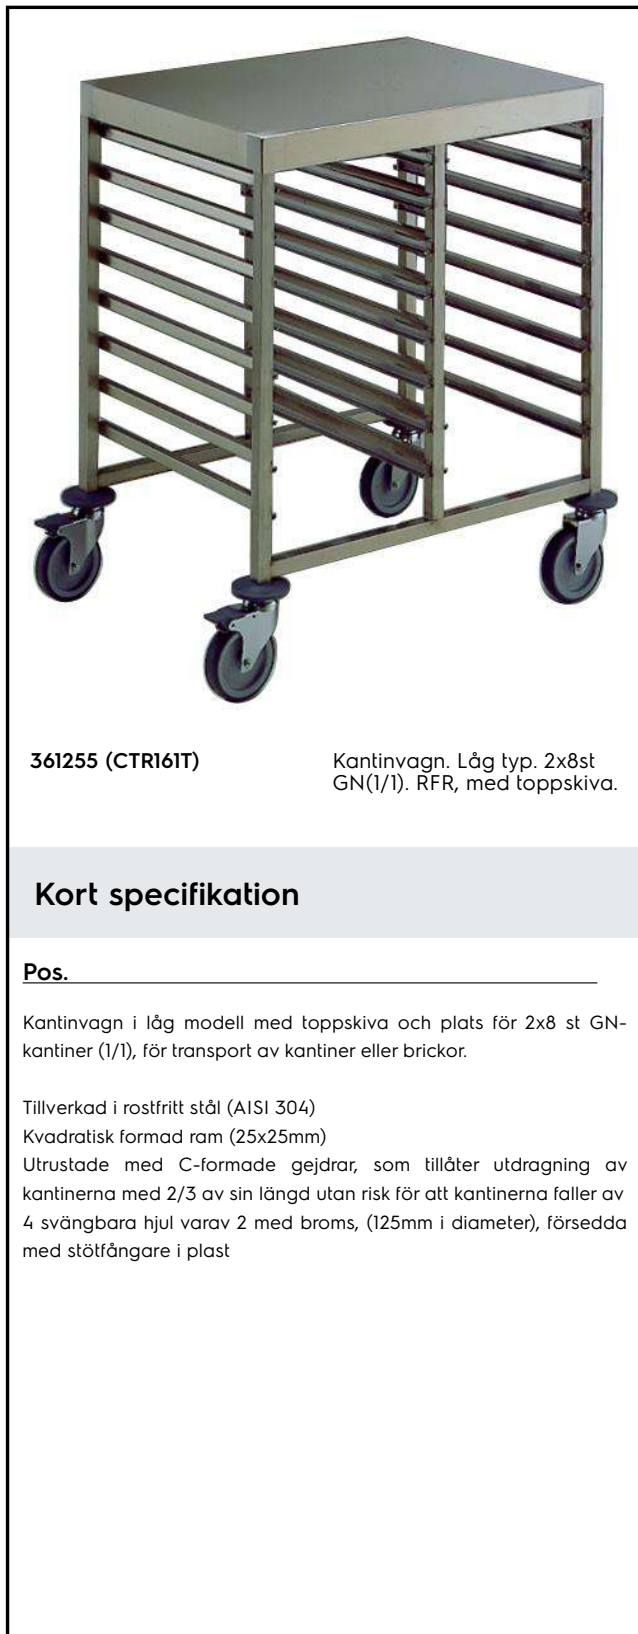 361255 (CTR161T)
Kantinvagn. Låg typ. 2x8st
GN(1/1). RFR, med toppskiva.
Kort specifikation
Pos.
Kantinvagn i låg modell med toppskiva och plats för 2x8 st GN-
kantiner (1/1), för transport av kantiner eller brickor.
Tillverkad i rostfritt stål (AISI 304)
Kvadratisk formad ram (25x25mm)
Utrustade med C-formade gejdrar, som tillåter utdragning av
kantinerna med 2/3 av sin längd utan risk för att kantinerna faller av
4 svängbara hjul varav 2 med broms, (125mm i diameter), försedda
med stötfångare i plast